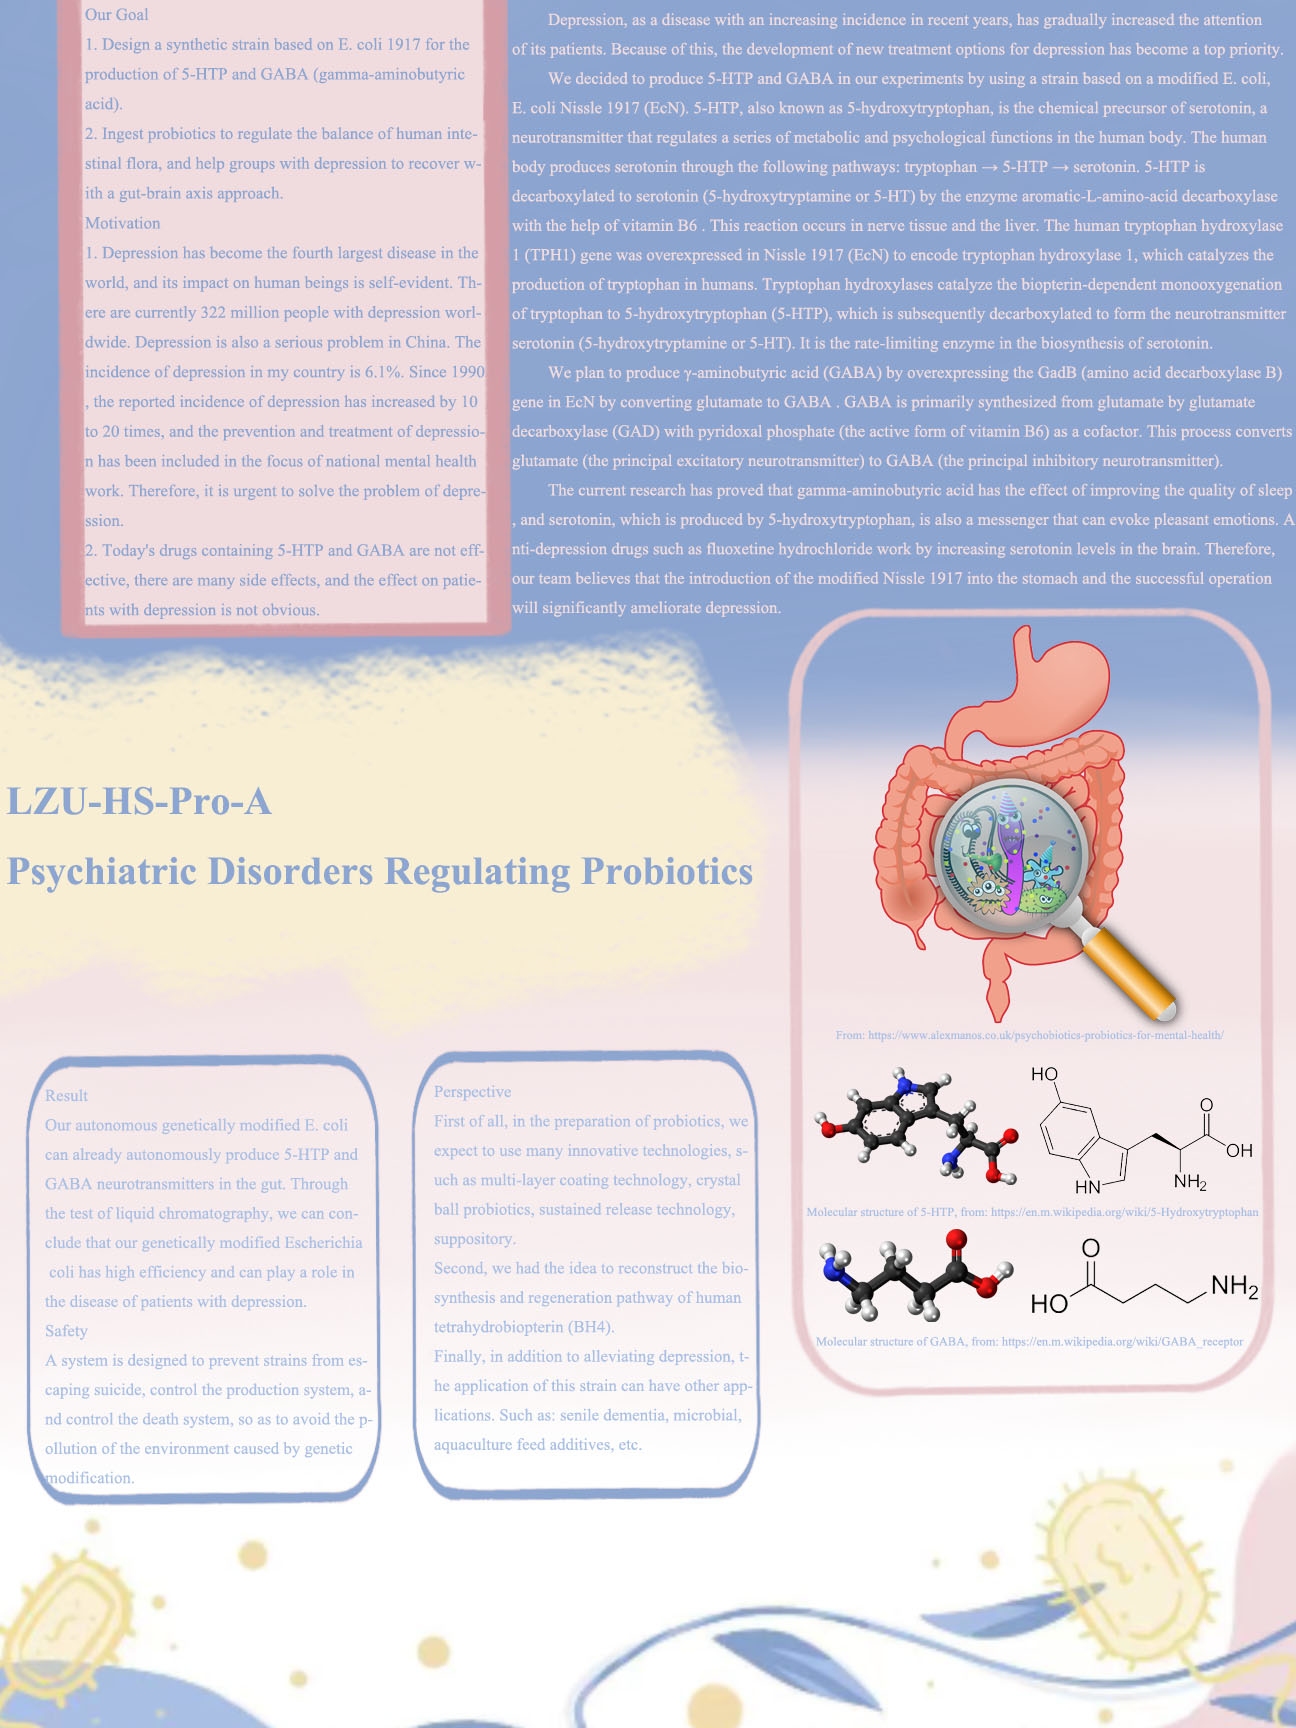 Our Goal
1. Design a synthetic strain based on E. coli 1917 for the
production of 5-HTP and GABA (gamma-aminobutyric
acid).
2. Ingest probiotics to regulate the balance of human inte-
stinal flora, and help groups with depression to recover w-
ith a gut-brain axis approach.
Motivation
1. Depression has become the fourth largest disease in the
world, and its impact on human beings is self-evident. Th-
ere are currently 322 million people with depression worl-
dwide. Depression is also a serious problem in China. The
incidence of depression in my country is 6.1%. Since 1990
, the reported incidence of depression has increased by 10
to 20 times, and the prevention and treatment of depressio-
n has been included in the focus of national mental health
work. Therefore, it is urgent to solve the problem of depre-
ssion.
2. Today's drugs containing 5-HTP and GABA are not eff-
ective, there are many side effects, and the effect on patie-
nts with depression is not obvious.
Depression, as a disease with an increasing incidence in recent years, has gradually increased the attention
of its patients. Because of this, the development of new treatment options for depression has become a top priority.
We decided to produce 5-HTP and GABA in our experiments by using a strain based on a modified E. coli,
E. coli Nissle 1917 (EcN). 5-HTP, also known as 5-hydroxytryptophan, is the chemical precursor of serotonin, a
neurotransmitter that regulates a series of metabolic and psychological functions in the human body. The human
body produces serotonin through the following pathways: tryptophan → 5-HTP → serotonin. 5-HTP is
decarboxylated to serotonin (5-hydroxytryptamine or 5-HT) by the enzyme aromatic-L-amino-acid decarboxylase
with the help of vitamin B6 . This reaction occurs in nerve tissue and the liver. The human tryptophan hydroxylase
1 (TPH1) gene was overexpressed in Nissle 1917 (EcN) to encode tryptophan hydroxylase 1, which catalyzes the
production of tryptophan in humans. Tryptophan hydroxylases catalyze the biopterin-dependent monooxygenation
of tryptophan to 5-hydroxytryptophan (5-HTP), which is subsequently decarboxylated to form the neurotransmitter
serotonin (5-hydroxytryptamine or 5-HT). It is the rate-limiting enzyme in the biosynthesis of serotonin.
We plan to produce γ-aminobutyric acid (GABA) by overexpressing the GadB (amino acid decarboxylase B)
gene in EcN by converting glutamate to GABA . GABA is primarily synthesized from glutamate by glutamate
decarboxylase (GAD) with pyridoxal phosphate (the active form of vitamin B6) as a cofactor. This process converts
glutamate (the principal excitatory neurotransmitter) to GABA (the principal inhibitory neurotransmitter).
The current research has proved that gamma-aminobutyric acid has the effect of improving the quality of sleep
, and serotonin, which is produced by 5-hydroxytryptophan, is also a messenger that can evoke pleasant emotions. A
nti-depression drugs such as fluoxetine hydrochloride work by increasing serotonin levels in the brain. Therefore,
our team believes that the introduction of the modified Nissle 1917 into the stomach and the successful operation
will significantly ameliorate depression.
LZU-HS-Pro-A
Psychiatric Disorders Regulating Probiotics
Result
Our autonomous genetically modified E. coli
can already autonomously produce 5-HTP and
GABA neurotransmitters in the gut. Through
the test of liquid chromatography, we can con-
clude that our genetically modified Escherichia
coli has high efficiency and can play a role in
the disease of patients with depression.
Safety
A system is designed to prevent strains from es-
caping suicide, control the production system, a-
nd control the death system, so as to avoid the p-
ollution of the environment caused by genetic
modification.
Perspective
First of all, in the preparation of probiotics, we
expect to use many innovative technologies, s-
uch as multi-layer coating technology, crystal
ball probiotics, sustained release technology,
suppository.
Second, we had the idea to reconstruct the bio-
synthesis and regeneration pathway of human
tetrahydrobiopterin (BH4).
Finally, in addition to alleviating depression, t-
he application of this strain can have other app-
lications. Such as: senile dementia, microbial,
aquaculture feed additives, etc.
From: https://www.alexmanos.co.uk/psychobiotics-probiotics-for-mental-health/
HO
O
OH
NH2
HN
Molecular structure of 5-HTP, from: https://en.m.wikipedia.org/wiki/5-Hydroxytryptophan
O
HO
NH2
Molecular structure of GABA, from: https://en.m.wikipedia.org/wiki/GABA_receptor